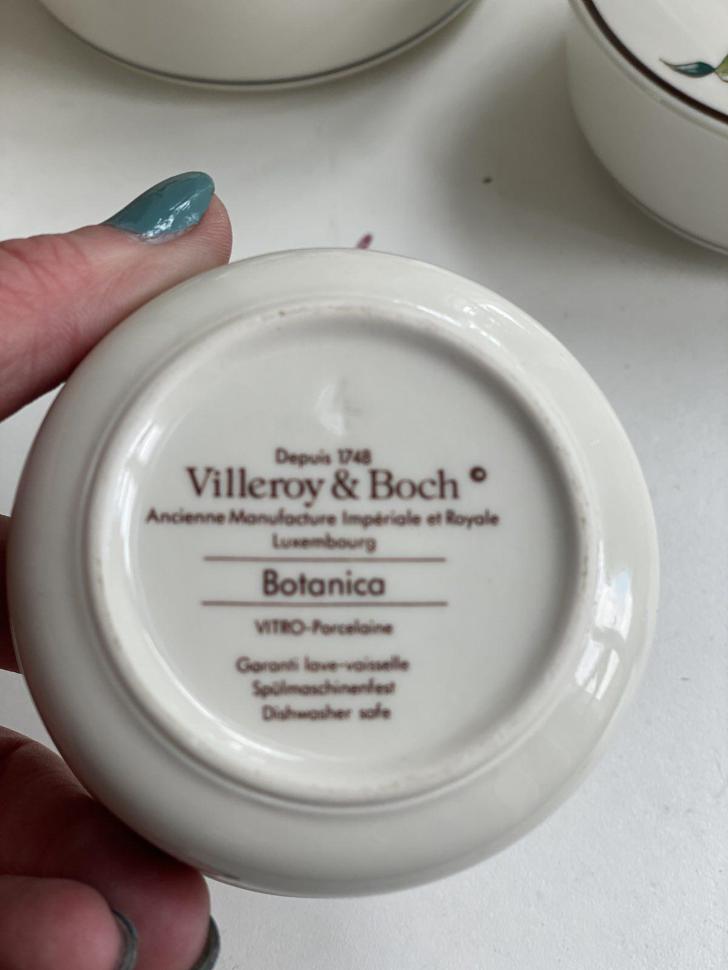 Depuis 1748
Villeroy & Boch ©
Ancienne Manufacture Impériale et Royale
Luxembourg
Botanica
VITRO-Porcelaine
Garanti lave-vaisselle
Spülmaschinenfest
Dishwasher safe